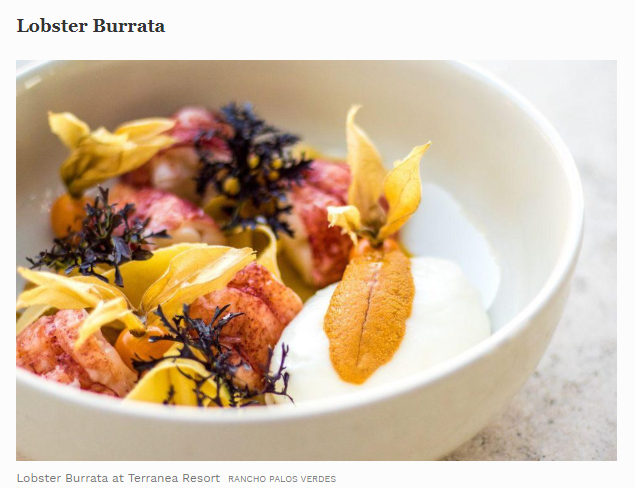 Lobster Burrata
Lobster Burrata at Terranea Resort RANCHO PALOS VERDES